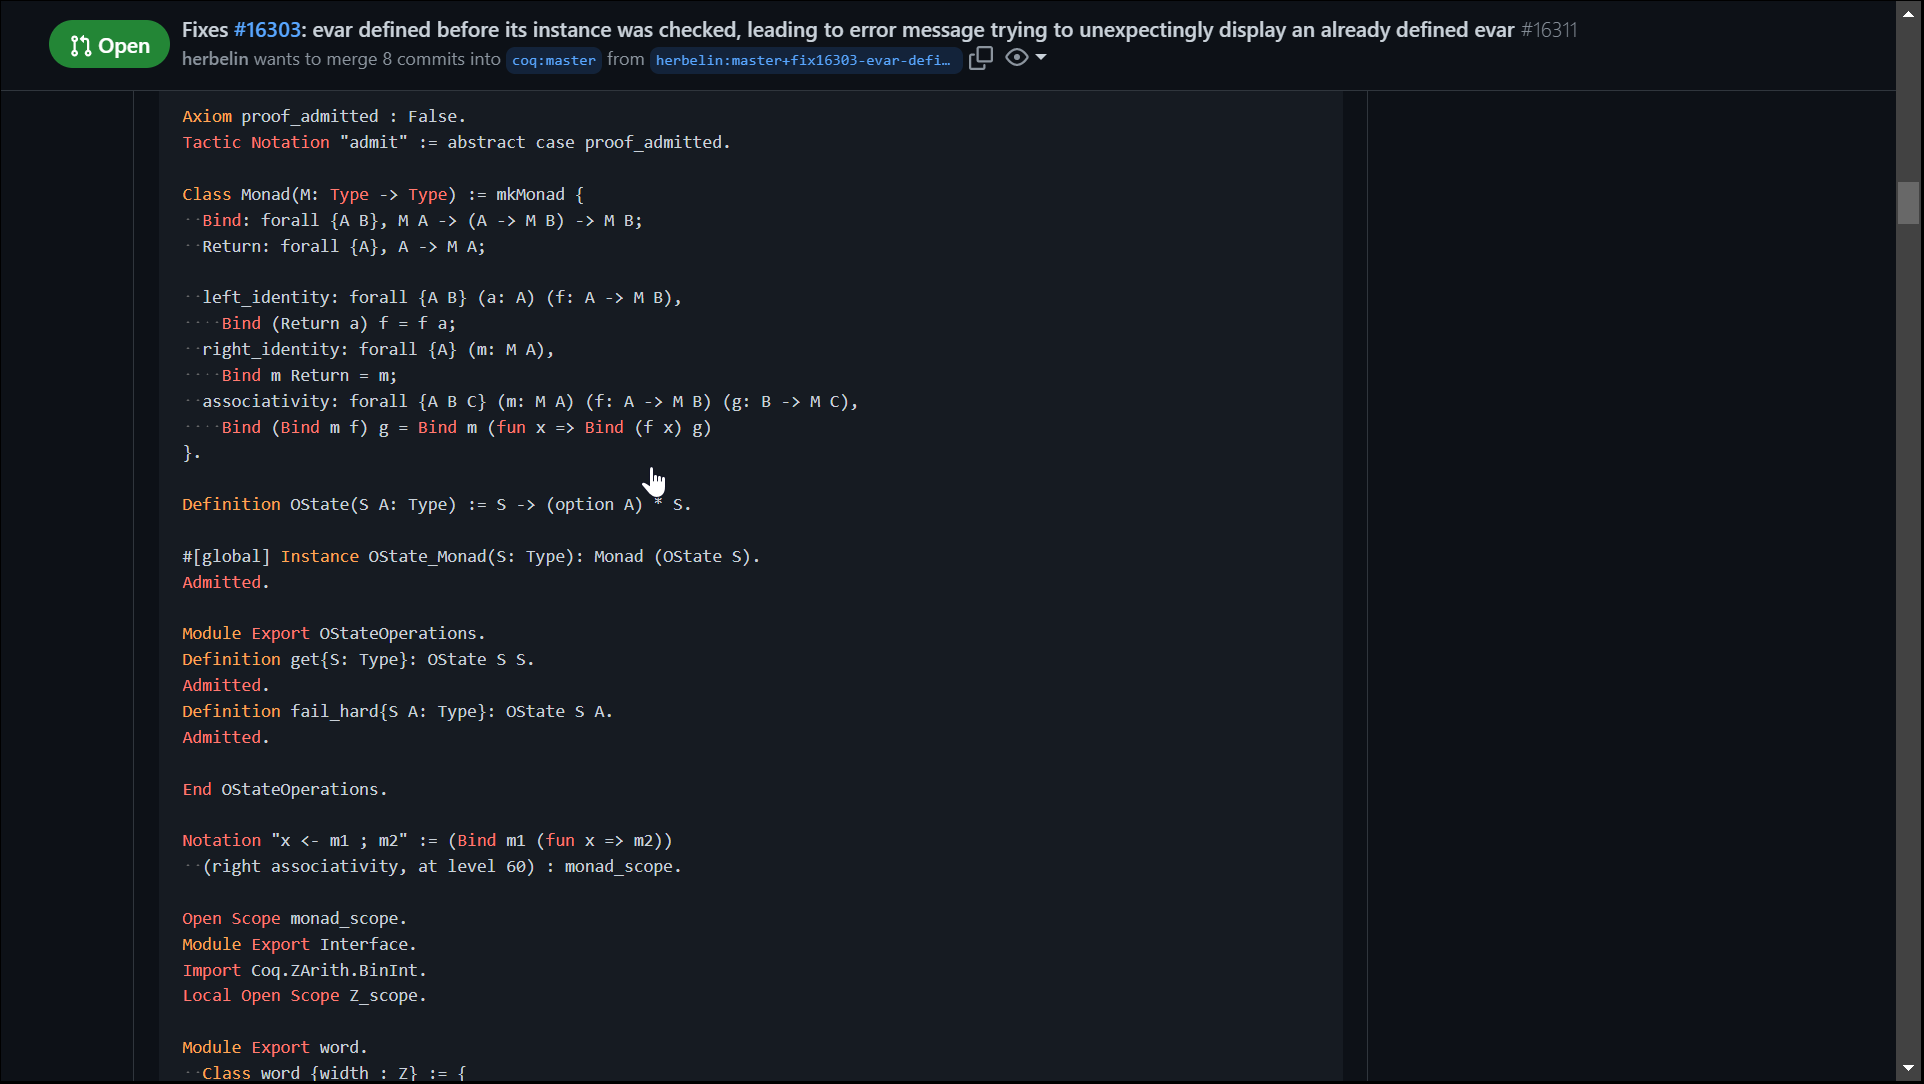 Open
Fixes #16303: evar defined before its instance was checked, leading to error message trying to unexpectingly display an already defined evar #16311
herbelin wants to merge 8 commits into coq:master from herbelin:master+fix16303-evar-defi…
Axiom proof_admitted : False.
Tactic Notation "admit" := abstract case proof_admitted.
Class Monad(M: Type -> Type) := mkMonad {
··Bind: forall {A B}, M A -> (A -> M B) -> M B;
··Return: forall {A}, A -> M A;
··left_identity: forall {A B} (a: A) (f: A -> M B),
····Bind (Return a) f = f a;
··right_identity: forall {A} (m: M A),
····Bind m Return = m;
··associativity: forall {A B C} (m: M A) (f: A -> M B) (g: B -> M C),
····Bind (Bind m f) g = Bind m (fun x => Bind (f x) g)
}.
Definition OState(S A: Type) := S -> (option A) * S.
#[global] Instance OState_Monad(S: Type): Monad (OState S).
Admitted.
Module Export OStateOperations.
Definition get{S: Type}: OState S S.
Admitted.
Definition fail_hard{S A: Type}: OState S A.
Admitted.
End OStateOperations.
Notation "x <- m1 ; m2" := (Bind m1 (fun x => m2))
··(right associativity, at level 60) : monad_scope.
Open Scope monad_scope.
Module Export Interface.
Import Coq.ZArith.BinInt.
Local Open Scope Z_scope.
Module Export word.
··Class word {width : Z} := {